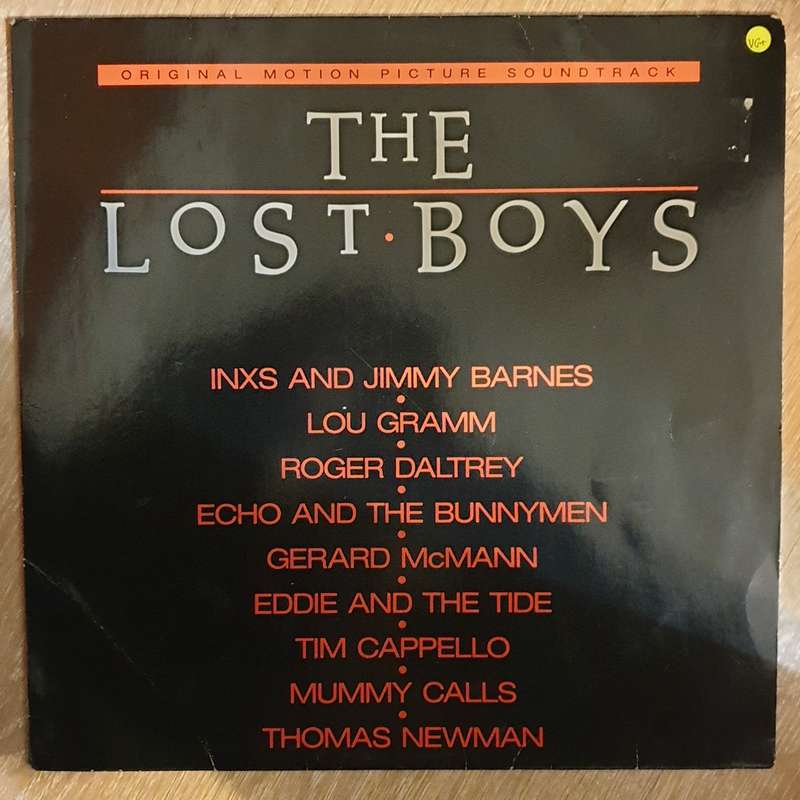 VG+
ORIGINAL MOTION PICTURE SOUNDTRACK
THE
LOST · BOYS
INXS AND JIMMY BARNES
•
LOU GRAMM
•
ROGER DALTREY
•
ECHO AND THE BUNNYMEN
•
GERARD McMANN
•
EDDIE AND THE TIDE
•
TIM CAPPELLO
•
MUMMY CALLS
•
THOMAS NEWMAN